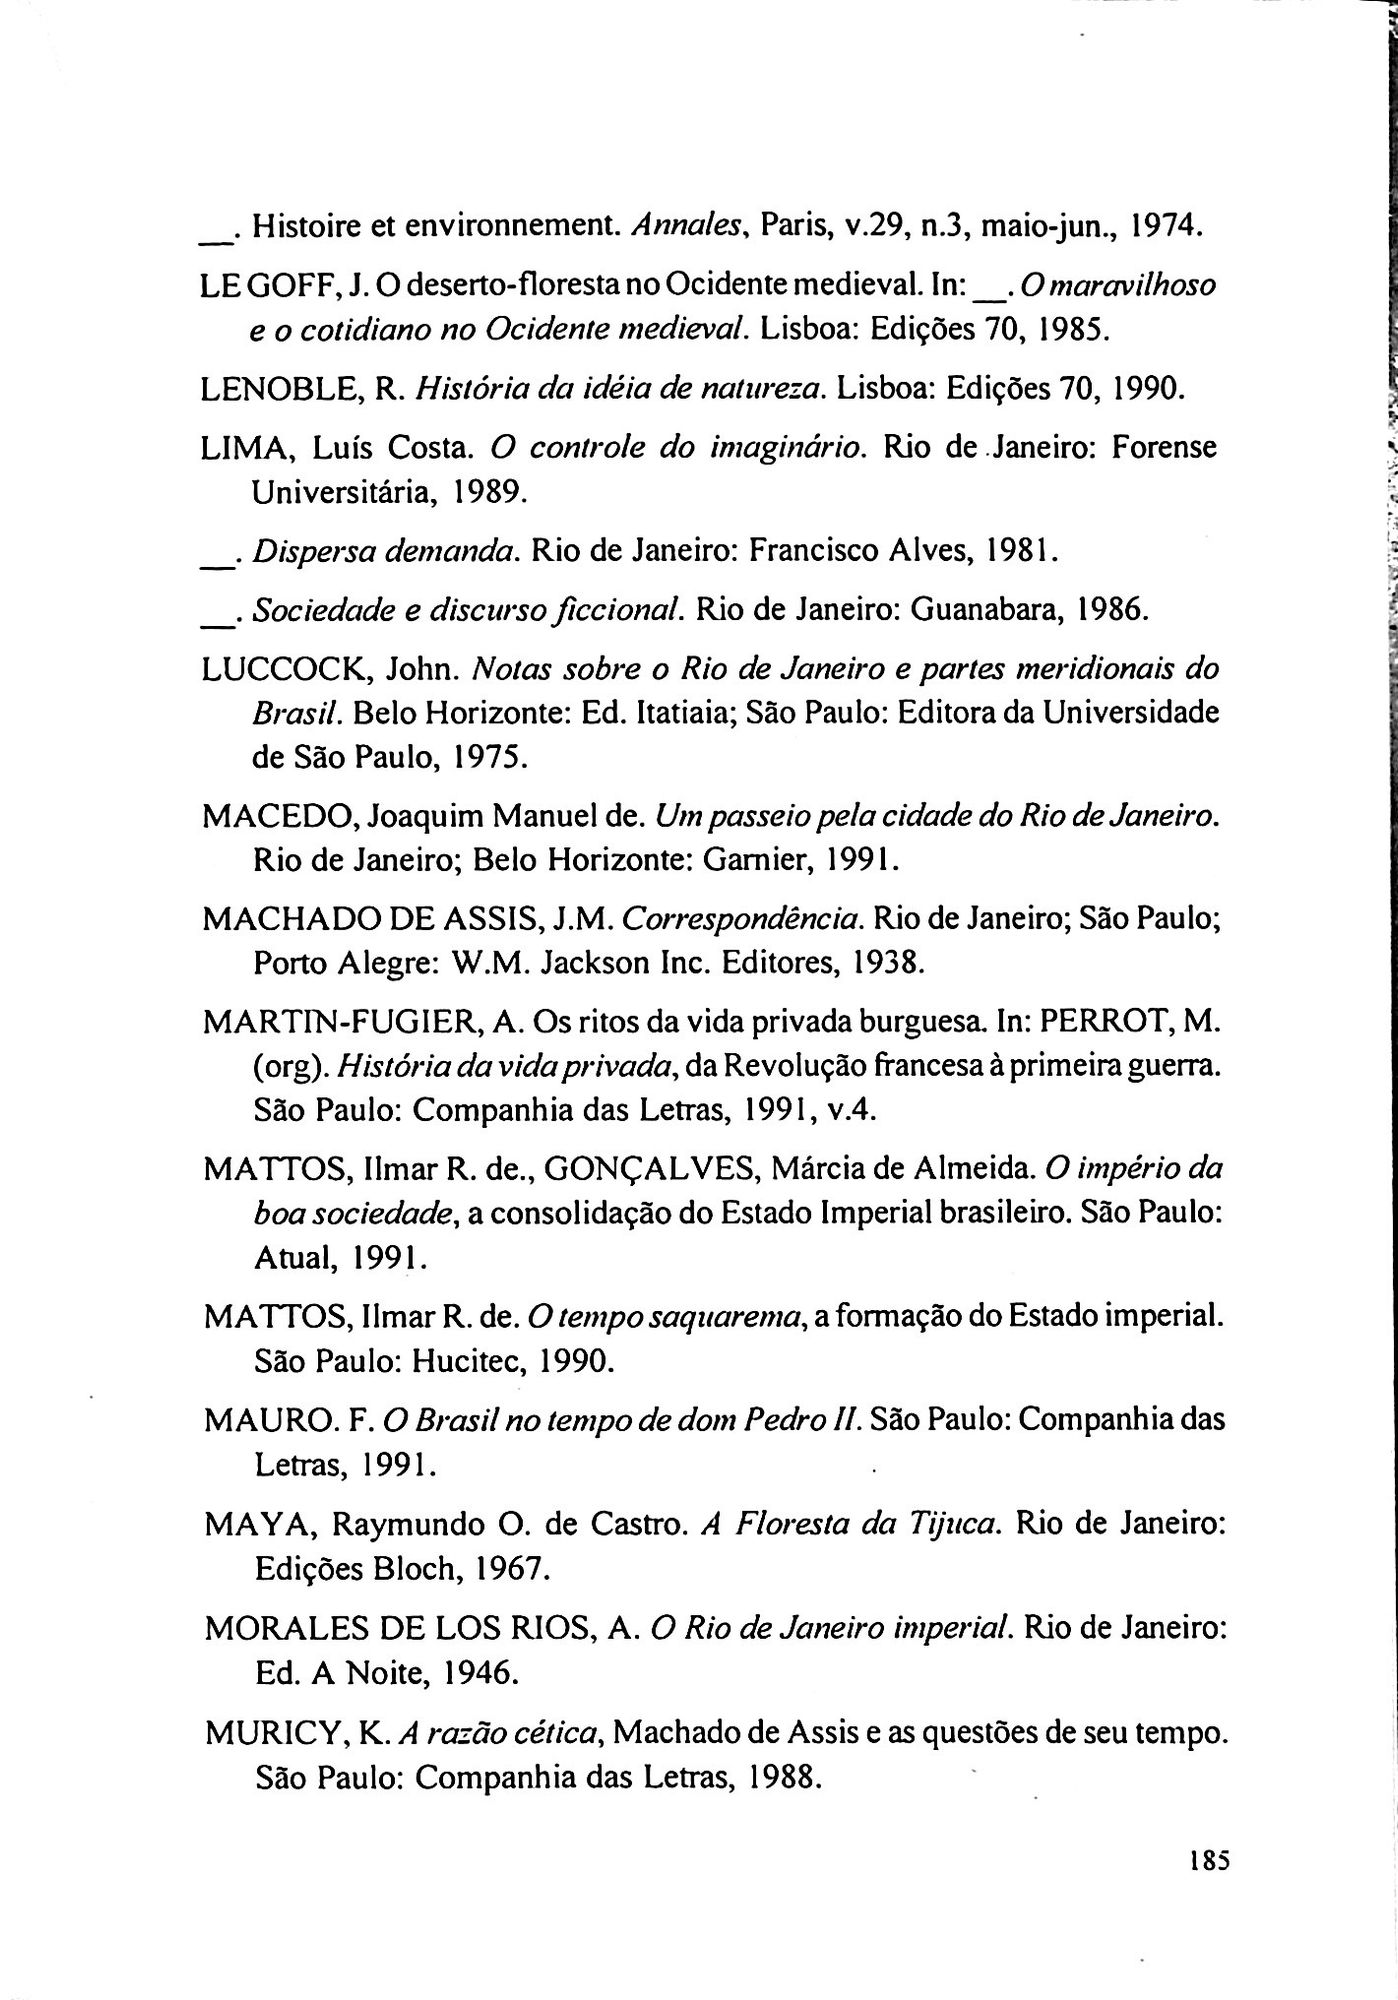 __. Histoire et environnement. Annales, Paris, v.29, n.3, maio-jun., 1974.
LE GOFF, J. O deserto-floresta no Ocidente medieval. In: __. O maravilhoso
e o cotidiano no Ocidente medieval. Lisboa: Edições 70, 1985.
LENOBLE, R. História da idéia de natureza. Lisboa: Edições 70, 1990.
LIMA, Luís Costa. O controle do imaginário. Rio de Janeiro: Forense
Universitária, 1989.
__. Dispersa demanda. Rio de Janeiro: Francisco Alves, 1981.
__. Sociedade e discurso ficcional. Rio de Janeiro: Guanabara, 1986.
LUCCOCK, John. Notas sobre o Rio de Janeiro e partes meridionais do
Brasil. Belo Horizonte: Ed. Itatiaia; São Paulo: Editora da Universidade
de São Paulo, 1975.
MACEDO, Joaquim Manuel de. Um passeio pela cidade do Rio de Janeiro.
Rio de Janeiro; Belo Horizonte: Garnier, 1991.
MACHADO DE ASSIS, J.M. Correspondência. Rio de Janeiro; São Paulo;
Porto Alegre: W.M. Jackson Inc. Editores, 1938.
MARTIN-FUGIER, A. Os ritos da vida privada burguesa. In: PERROT, M.
(org). História da vida privada, da Revolução francesa à primeira guerra.
São Paulo: Companhia das Letras, 1991, v.4.
MATTOS, Ilmar R. de., GONÇALVES, Márcia de Almeida. O império da
boa sociedade, a consolidação do Estado Imperial brasileiro. São Paulo:
Atual, 1991.
MATTOS, Ilmar R. de. O tempo saquarema, a formação do Estado imperial.
São Paulo: Hucitec, 1990.
MAURO. F. O Brasil no tempo de dom Pedro II. São Paulo: Companhia das
Letras, 1991.
MAYA, Raymundo O. de Castro. A Floresta da Tijuca. Rio de Janeiro:
Edições Bloch, 1967.
MORALES DE LOS RIOS, A. O Rio de Janeiro imperial. Rio de Janeiro:
Ed. A Noite, 1946.
MURICY, K. A razão cética, Machado de Assis e as questões de seu tempo.
São Paulo: Companhia das Letras, 1988.
185